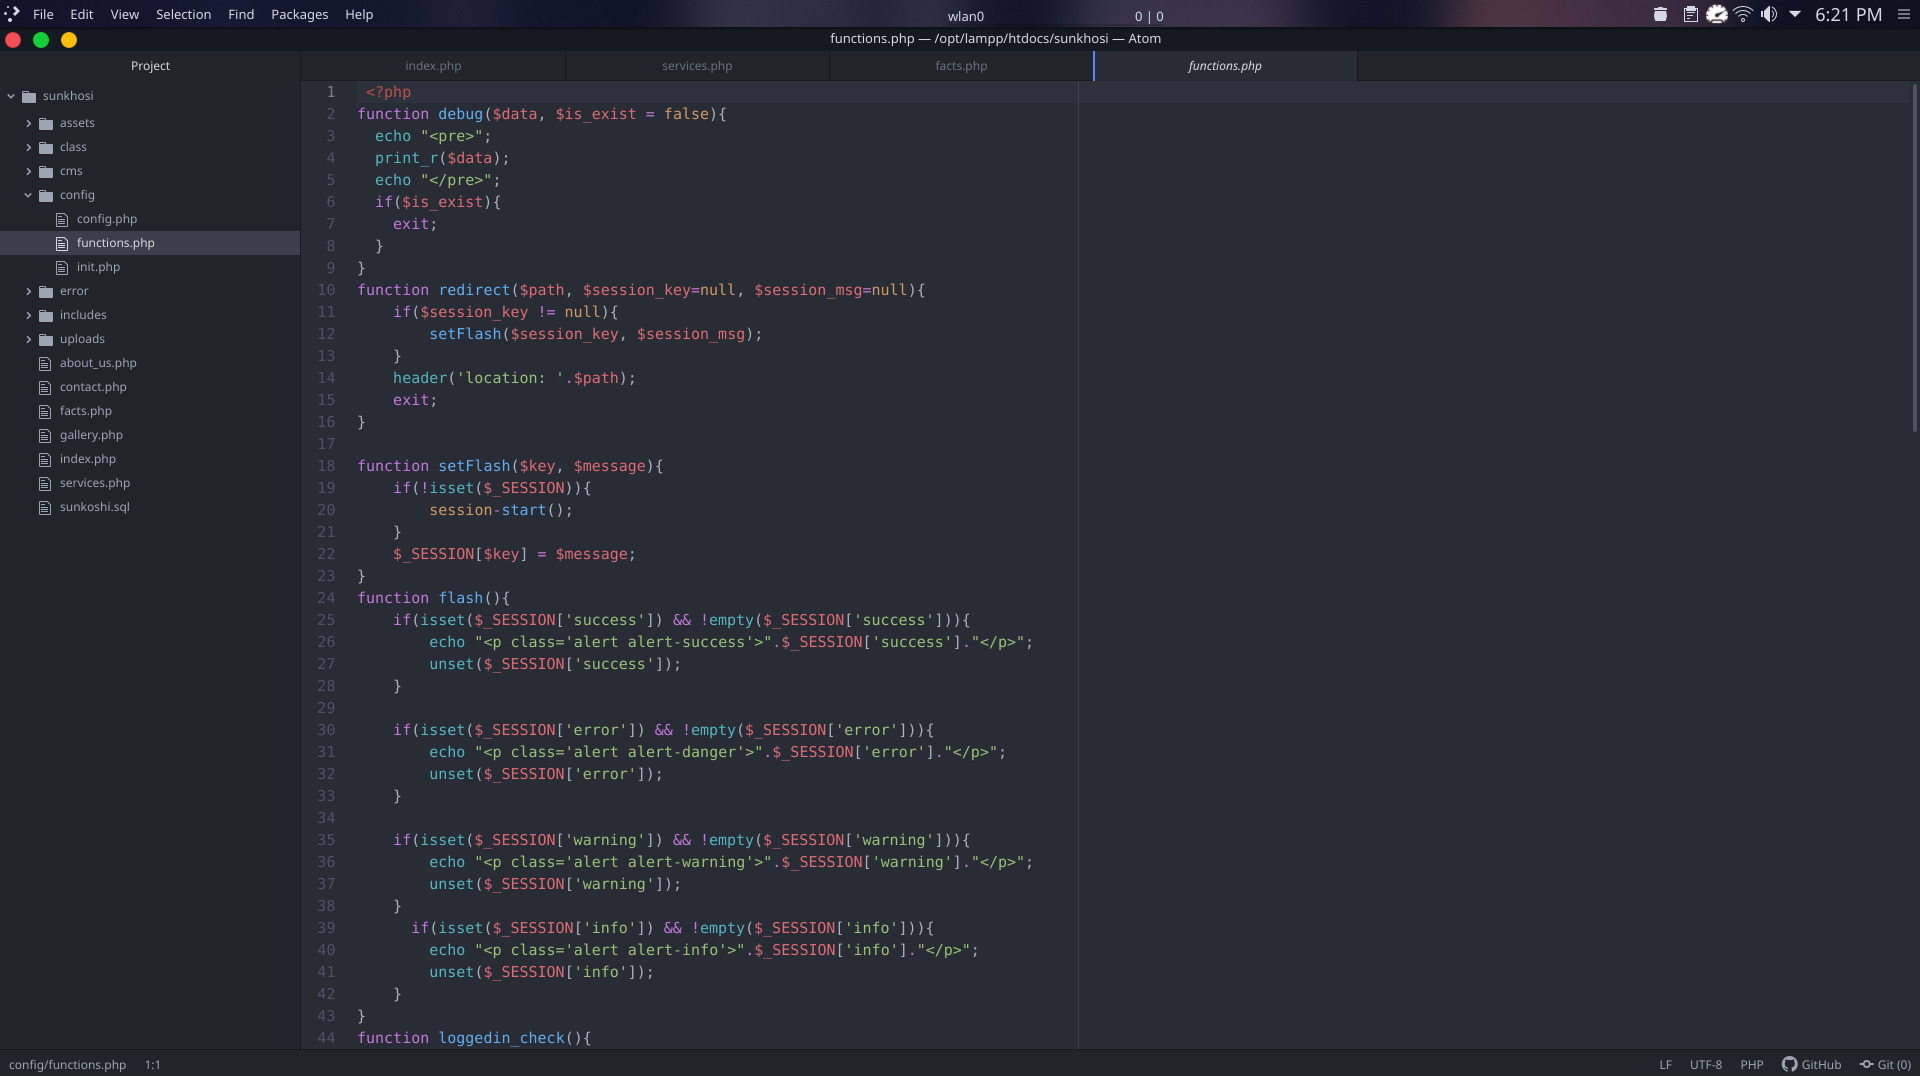 File Edit View Selection Find Packages Help
wlan0 0 | 0
6:21 PM
functions.php — /opt/lampp/htdocs/sunkhosi — Atom
Project
index.php services.php facts.php functions.php
sunkhosi
assets
class
cms
config
config.php
functions.php
init.php
error
includes
uploads
about_us.php
contact.php
facts.php
gallery.php
index.php
services.php
sunkoshi.sql
1 <?php
2 function debug($data, $is_exist = false){
3   echo "<pre>";
4   print_r($data);
5   echo "</pre>";
6   if($is_exist){
7     exit;
8   }
9 }
10 function redirect($path, $session_key=null, $session_msg=null){
11     if($session_key != null){
12         setFlash($session_key, $session_msg);
13     }
14     header('location: '.$path);
15     exit;
16 }
17
18 function setFlash($key, $message){
19     if(!isset($_SESSION)){
20         session-start();
21     }
22     $_SESSION[$key] = $message;
23 }
24 function flash(){
25     if(isset($_SESSION['success']) && !empty($_SESSION['success'])){
26         echo "<p class='alert alert-success'>".$_SESSION['success']."</p>";
27         unset($_SESSION['success']);
28     }
29
30     if(isset($_SESSION['error']) && !empty($_SESSION['error'])){
31         echo "<p class='alert alert-danger'>".$_SESSION['error']."</p>";
32         unset($_SESSION['error']);
33     }
34
35     if(isset($_SESSION['warning']) && !empty($_SESSION['warning'])){
36         echo "<p class='alert alert-warning'>".$_SESSION['warning']."</p>";
37         unset($_SESSION['warning']);
38     }
39       if(isset($_SESSION['info']) && !empty($_SESSION['info'])){
40         echo "<p class='alert alert-info'>".$_SESSION['info']."</p>";
41         unset($_SESSION['info']);
42     }
43 }
44 function loggedin_check(){
config/functions.php 1:1
LF UTF-8 PHP GitHub Git (0)